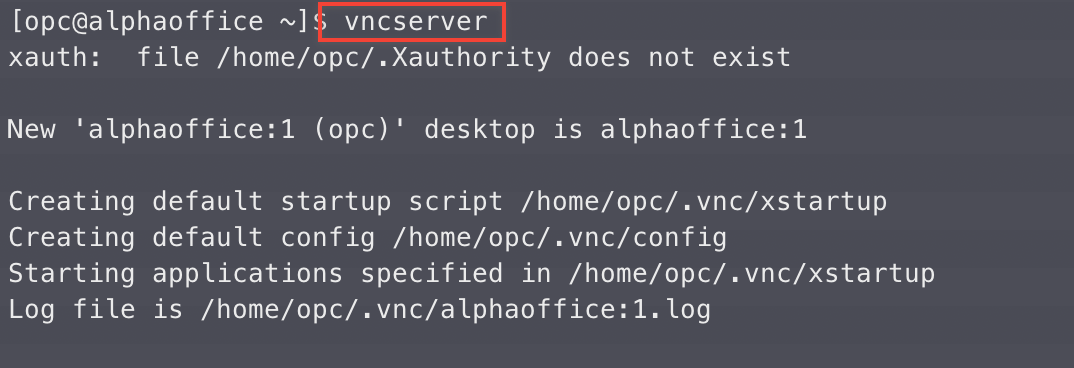 [opc@alphaoffice ~]$ vncserver
xauth:  file /home/opc/.Xauthority does not exist
New 'alphaoffice:1 (opc)' desktop is alphaoffice:1
Creating default startup script /home/opc/.vnc/xstartup
Creating default config /home/opc/.vnc/config
Starting applications specified in /home/opc/.vnc/xstartup
Log file is /home/opc/.vnc/alphaoffice:1.log